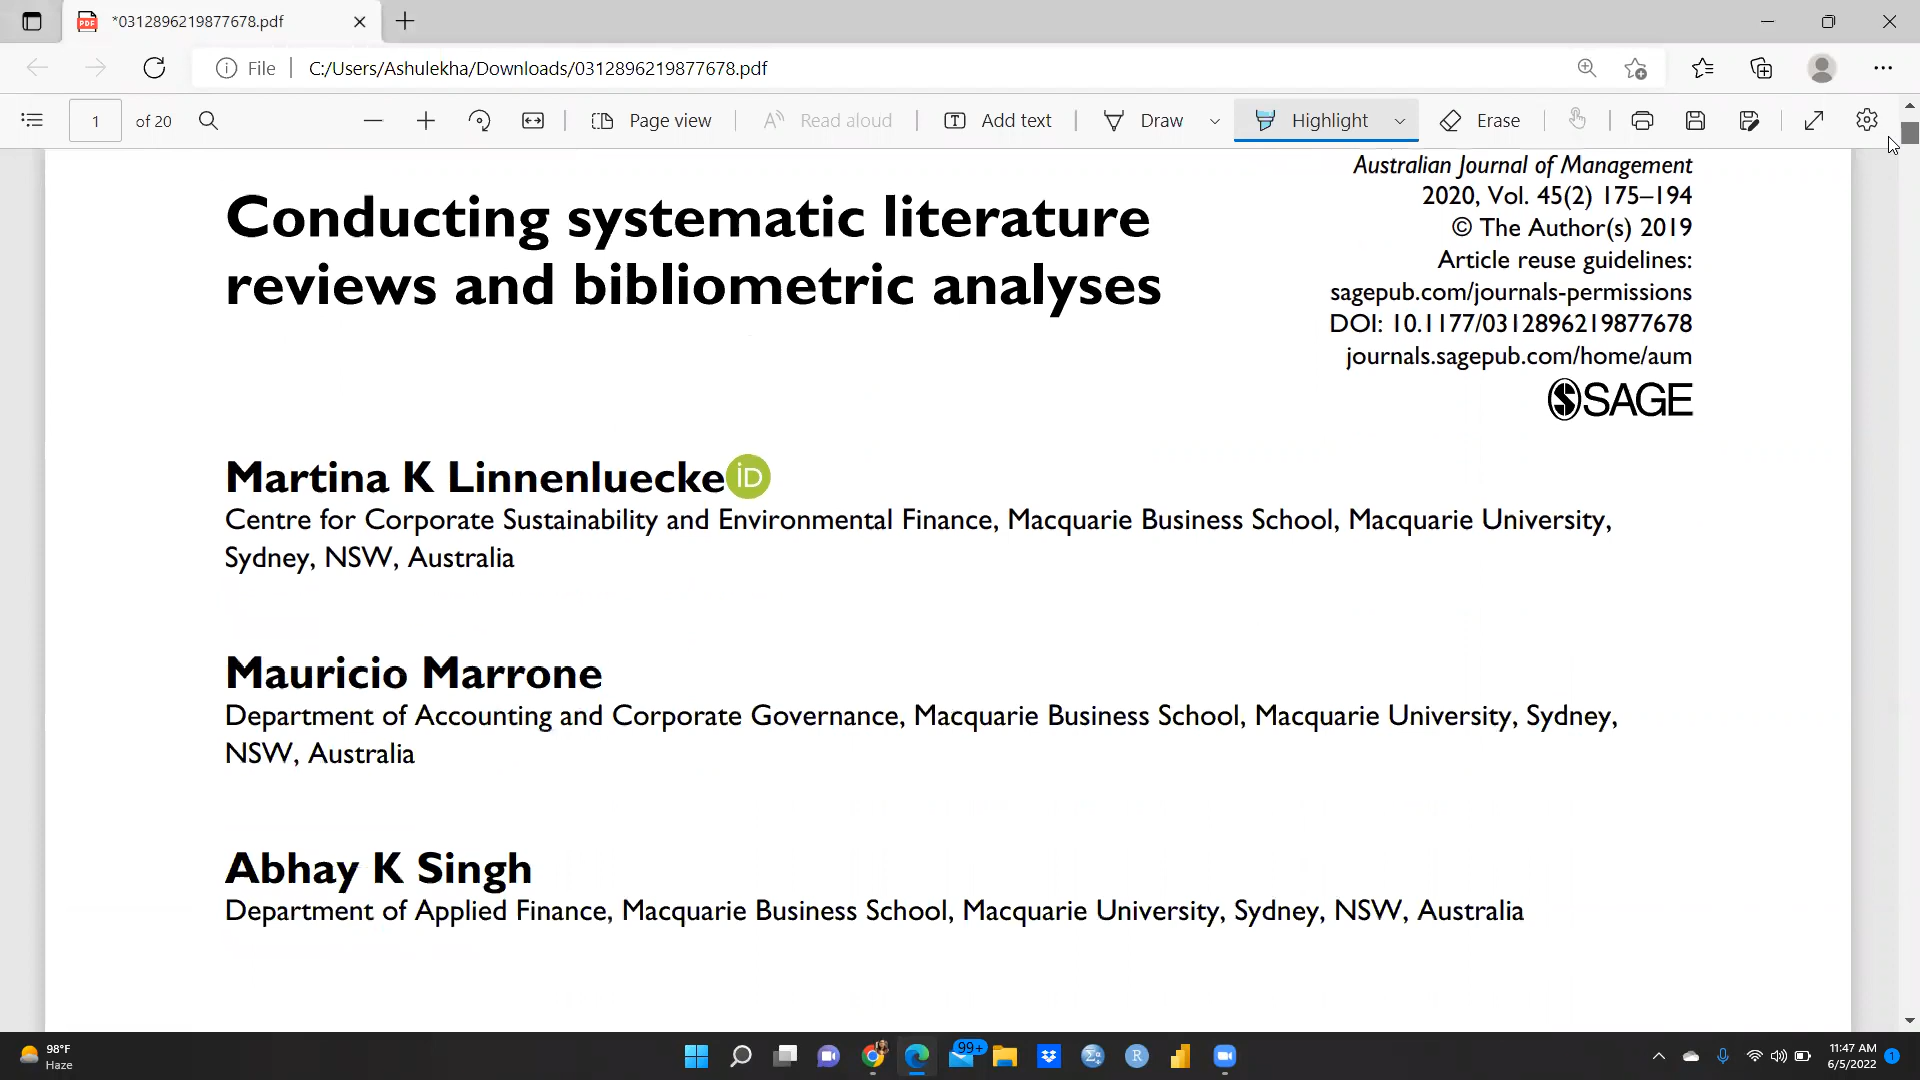 *0312896219877678.pdf
File
C:/Users/Ashulekha/Downloads/0312896219877678.pdf
1 of 20
Page view
Read aloud
Add text
Draw
Highlight
Erase
Australian Journal of Management
2020, Vol. 45(2) 175–194
© The Author(s) 2019
Article reuse guidelines:
sagepub.com/journals-permissions
DOI: 10.1177/0312896219877678
journals.sagepub.com/home/aum
SAGE
Conducting systematic literature
reviews and bibliometric analyses
Martina K Linnenluecke iD
Centre for Corporate Sustainability and Environmental Finance, Macquarie Business School, Macquarie University,
Sydney, NSW, Australia
Mauricio Marrone
Department of Accounting and Corporate Governance, Macquarie Business School, Macquarie University, Sydney,
NSW, Australia
Abhay K Singh
Department of Applied Finance, Macquarie Business School, Macquarie University, Sydney, NSW, Australia
98°F
Haze
99+
11:47 AM
6/5/2022
1